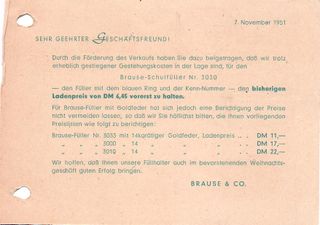 7. November 1951
SEHR GEEHRTER GESCHÄFTSFREUND!
Durch die Förderung des Verkaufs haben Sie dazu beigetragen, daß wir trotz
erheblich gestiegener Gestehungskosten in der Lage sind, für den
Brause-Schulfüller Nr. 3030
— den Füller mit dem blauen Ring und der Kenn-Nummer — den bisherigen
Ladenpreis von DM 6,45 vorerst zu halten.
Für Brause-Füller mit Goldfeder hat sich jedoch eine Berichtigung der Preise
nicht vermeiden lassen, so daß wir Sie höflichst bitten, die Ihnen vorliegenden
Preislisten wie folgt zu berichtigen:
Brause-Füller Nr. 3035 mit 14karätiger Goldfeder, Ladenpreis .. .. DM 11,—
„ „ „ 3000 „ 14 „ „ „ .. .. DM 17,—
„ „ „ 3010 „ 14 „ „ „ .. .. DM 22,—
Wir hoffen, daß Ihnen unsere Füllhalter auch im bevorstehenden Weihnachts-
geschäft guten Erfolg bringen.
BRAUSE & CO.